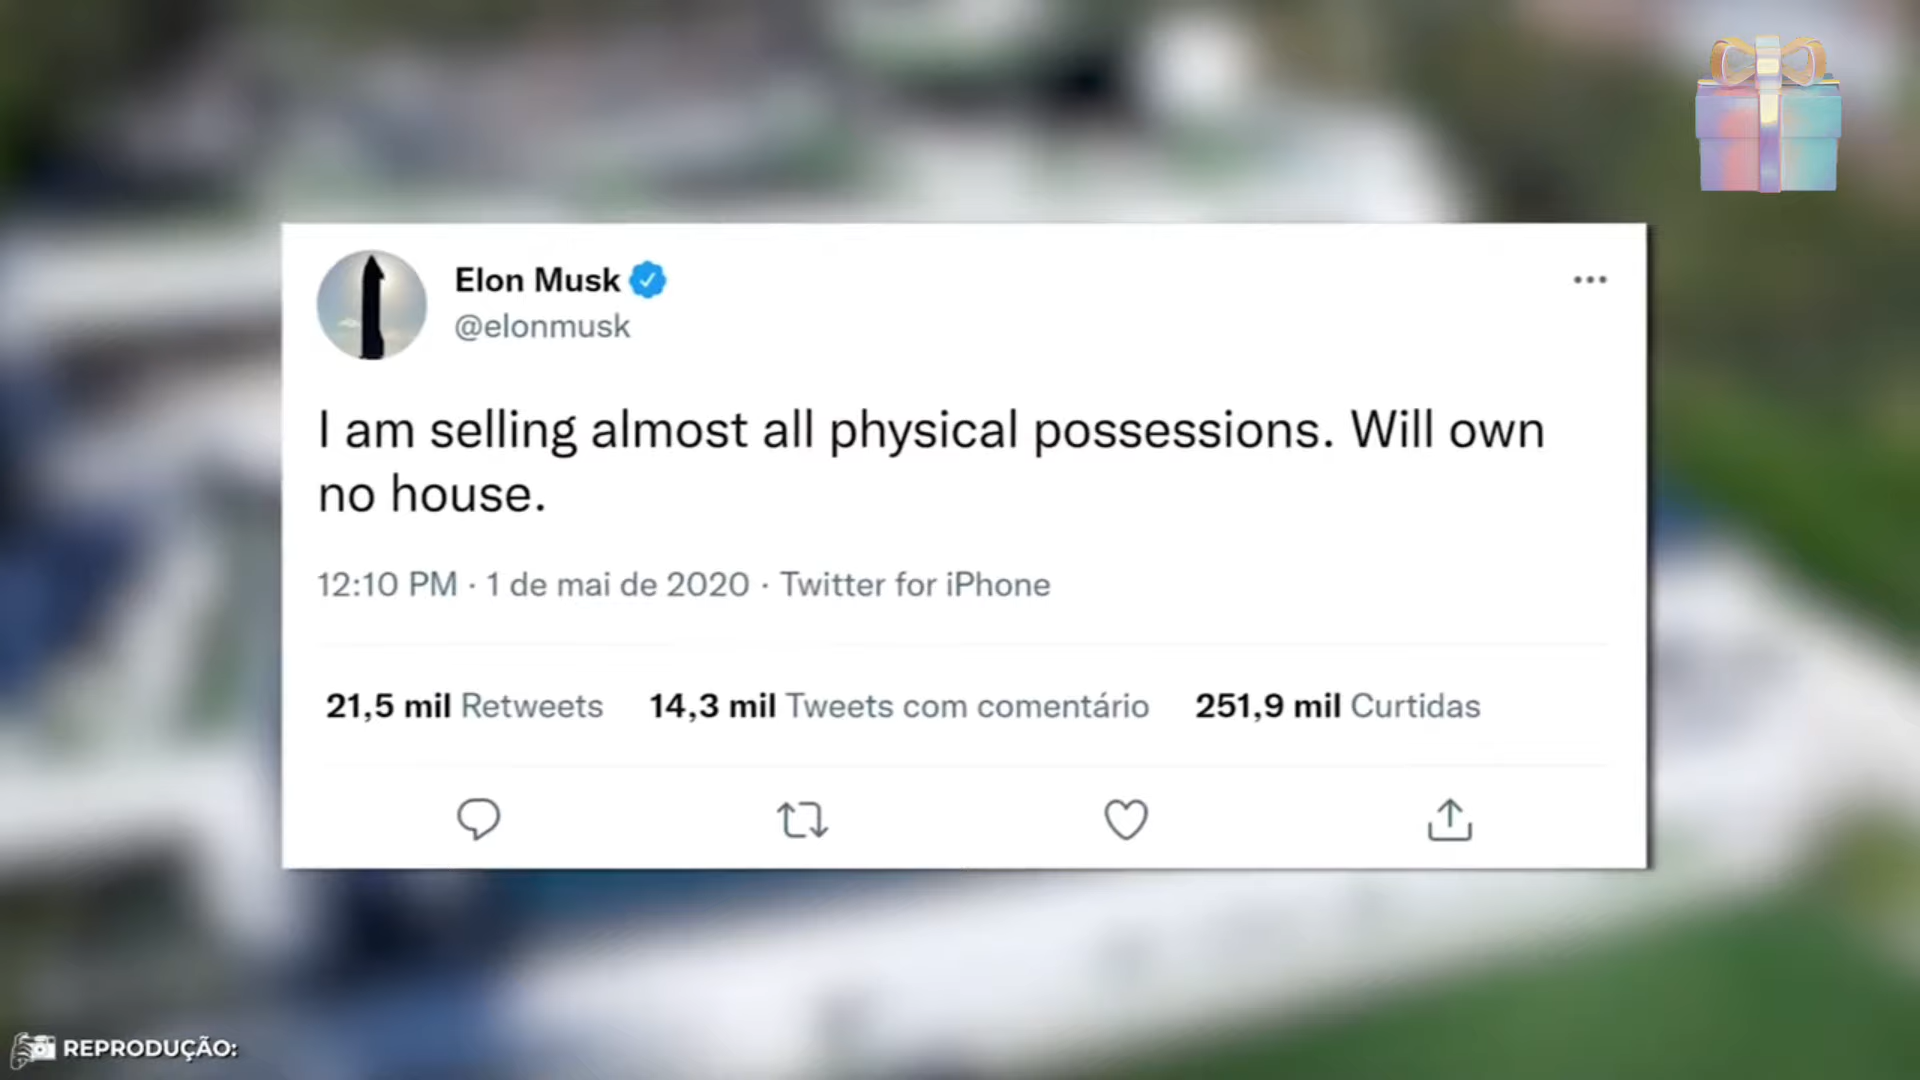 Elon Musk
@elonmusk
I am selling almost all physical possessions. Will own
no house.
12:10 PM · 1 de mai de 2020 · Twitter for iPhone
21,5 mil Retweets 14,3 mil Tweets com comentário 251,9 mil Curtidas
REPRODUÇÃO: